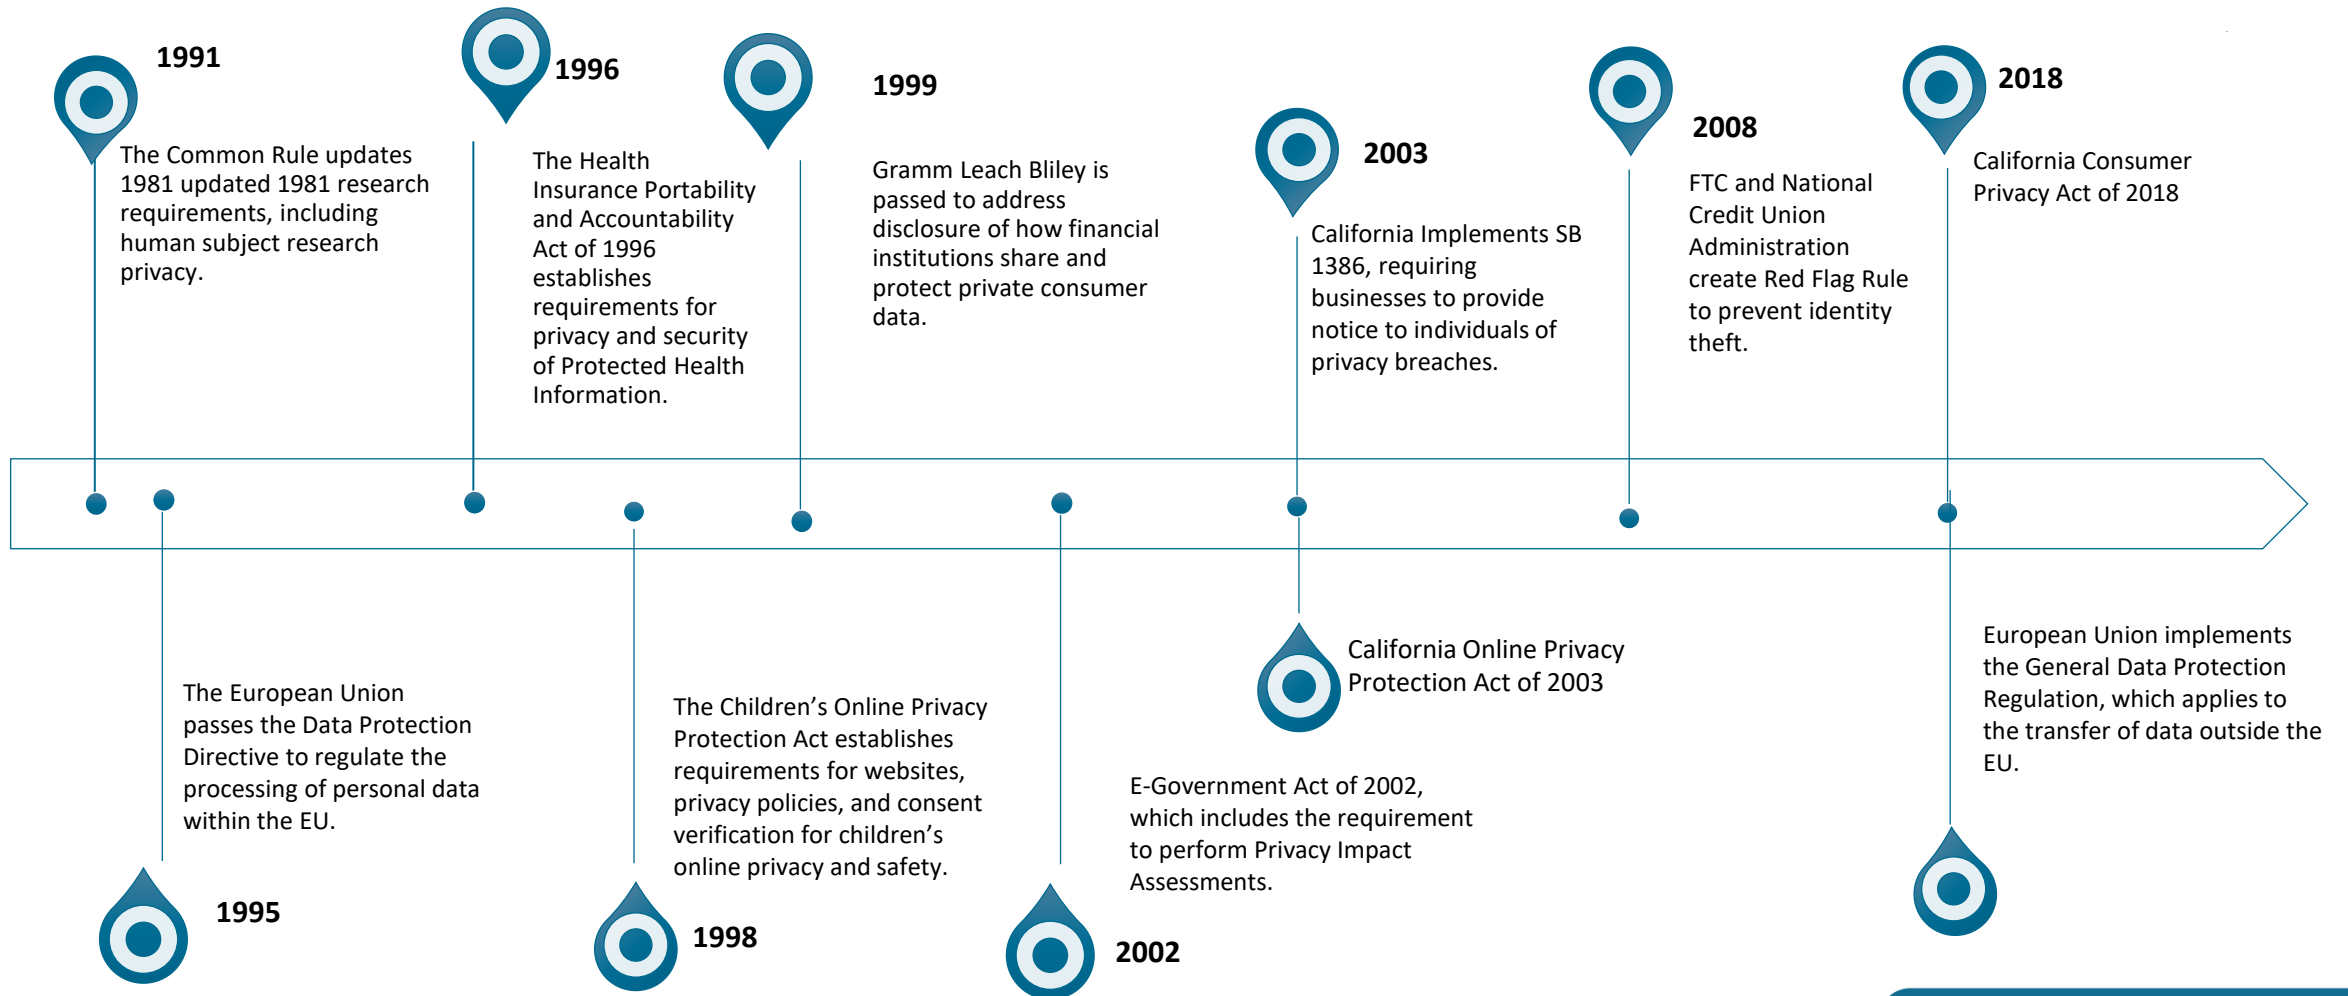 1991
The Common Rule updates
1981 updated 1981 research
requirements, including
human subject research
privacy.
1996
The Health
Insurance Portability
and Accountability
Act of 1996
establishes
requirements for
privacy and security
of Protected Health
Information.
1999
Gramm Leach Bliley is
passed to address
disclosure of how financial
institutions share and
protect private consumer
data.
2003
California Implements SB
1386, requiring
businesses to provide
notice to individuals of
privacy breaches.
2008
FTC and National
Credit Union
Administration
create Red Flag Rule
to prevent identity
theft.
2018
California Consumer
Privacy Act of 2018
The European Union
passes the Data Protection
Directive to regulate the
processing of personal data
within the EU.
1995
The Children’s Online Privacy
Protection Act establishes
requirements for websites,
privacy policies, and consent
verification for children’s
online privacy and safety.
1998
E-Government Act of 2002,
which includes the requirement
to perform Privacy Impact
Assessments.
2002
California Online Privacy
Protection Act of 2003
European Union implements
the General Data Protection
Regulation, which applies to
the transfer of data outside the
EU.